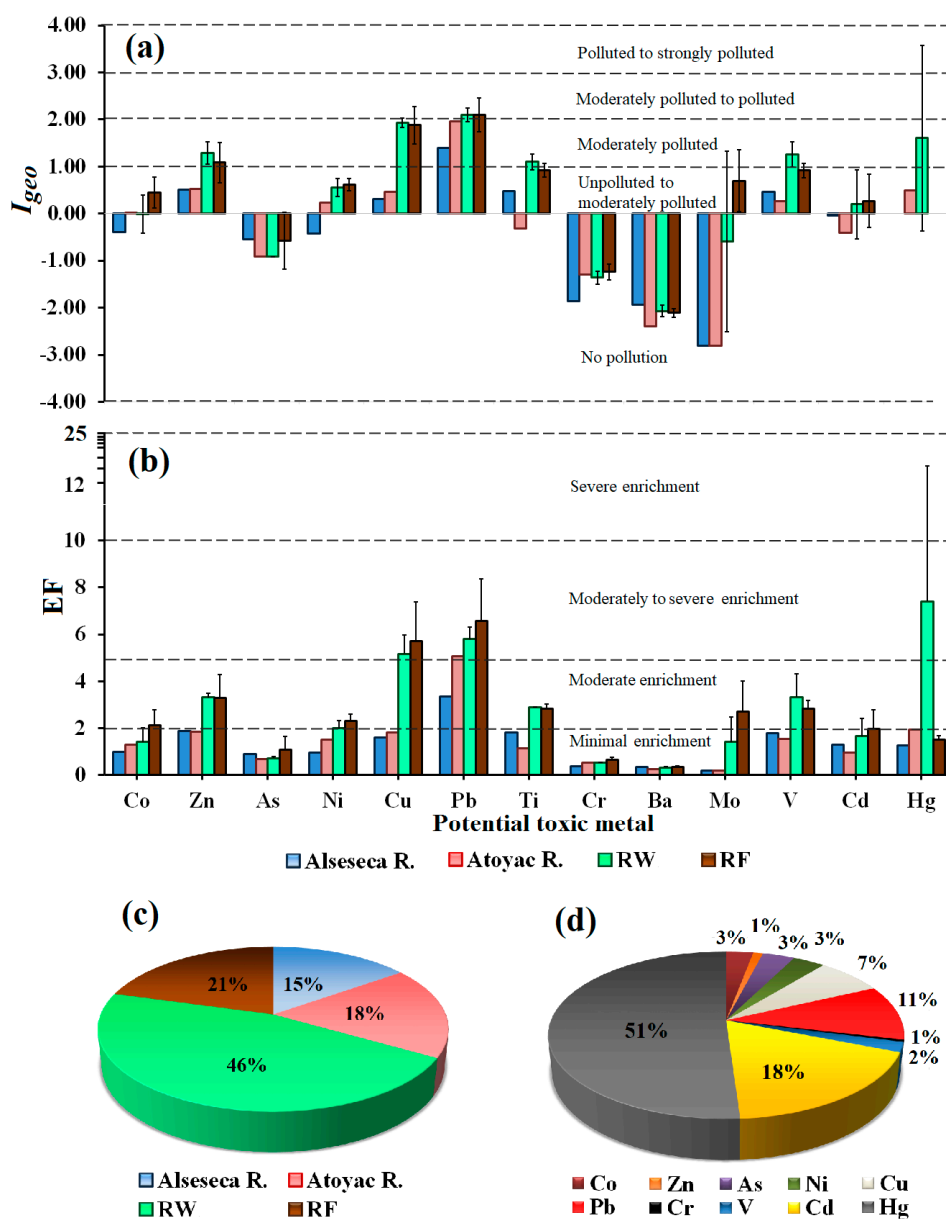 4.00
(a)
Polluted to strongly polluted
3.00
Moderately polluted to polluted
2.00
Moderately polluted
1.00
Unpolluted to
moderately polluted
0.00
Igeo
-1.00
-2.00
-3.00
No pollution
-4.00
25
(b)
12
Severe enrichment
10
8
Moderately to severe enrichment
EF
6
4
Moderate enrichment
2
Minimal enrichment
0
Co Zn As Ni Cu Pb Ti Cr Ba Mo V Cd Hg
Potential toxic metal
Alseseca R. Atoyac R. RW RF
(c)
21%
15%
18%
46%
Alseseca R. Atoyac R.
RW RF
(d)
3% 1% 3% 3%
7%
11%
1%
2%
51%
18%
Co Zn As Ni Cu
Pb Cr V Cd Hg